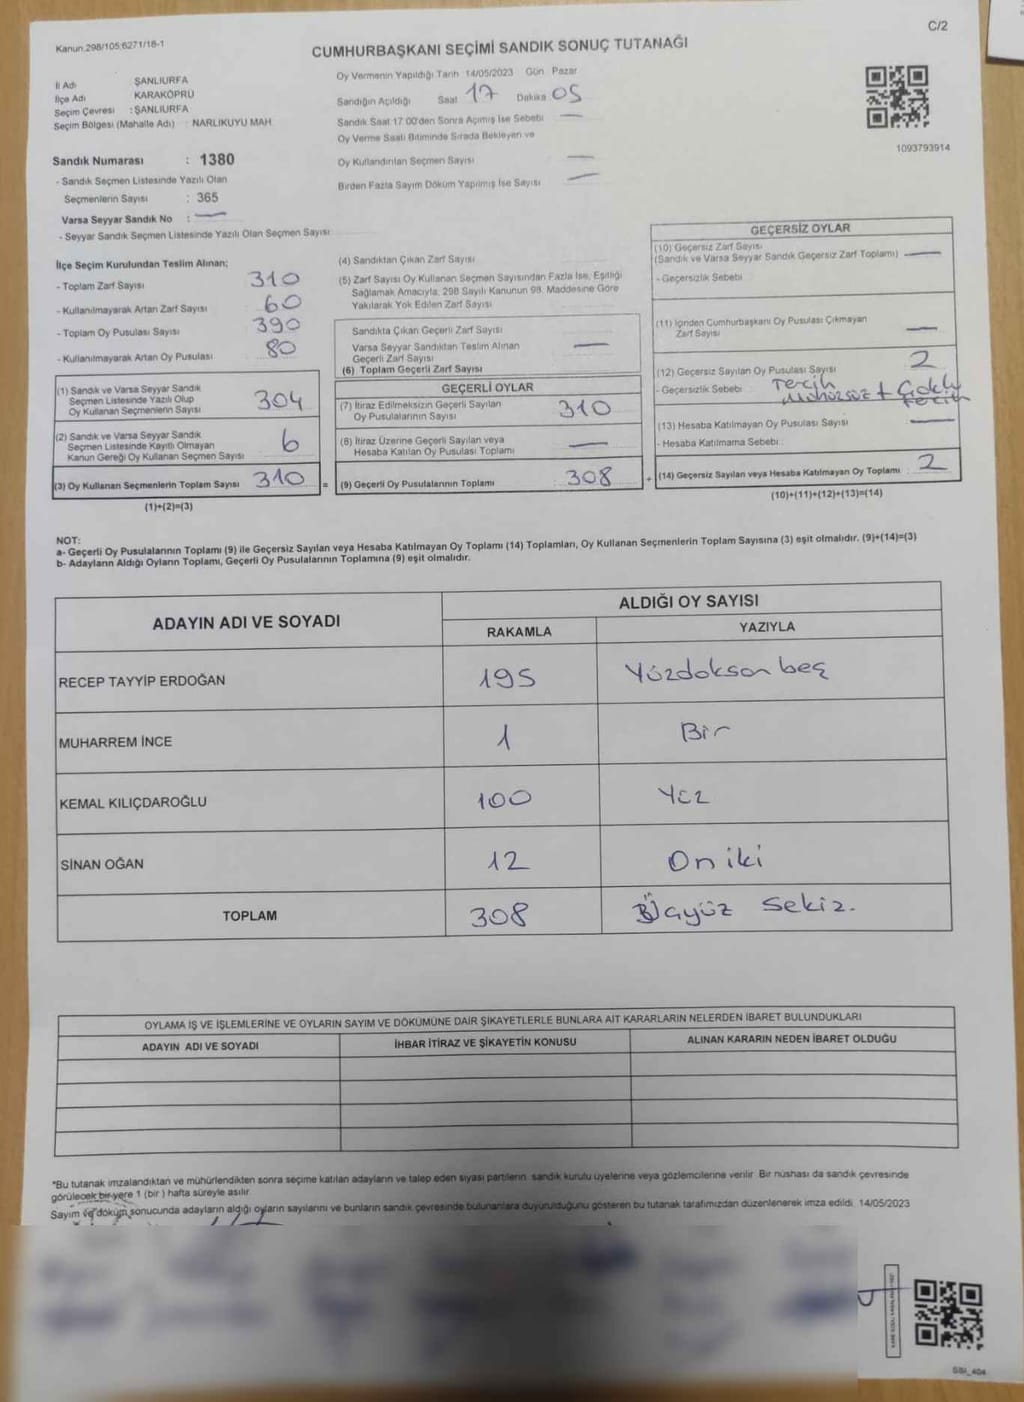 C/2
Kanun.298/105;6271/18-1
CUMHURBAŞKANI SEÇİMİ SANDIK SONUÇ TUTANAĞI
İl Adı ŞANLIURFA
İlçe Adı KARAKÖPRÜ
Seçim Çevresi : ŞANLIURFA
Seçim Bölgesi (Mahalle Adı) : NARLIKUYU MAH.
Sandık Numarası : 1380
- Sandık Seçmen Listesinde Yazılı Olan
Seçmenlerin Sayısı : 365
Varsa Seyyar Sandık No : —
- Seyyar Sandık Seçmen Listesinde Yazılı Olan Seçmen Sayısı
Oy Vermenin Yapıldığı Tarih 14/05/2023 Gün Pazar
Sandığın Açıldığı Saat 17 Dakika 05
Sandık Saat 17:00'den Sonra Açılmış İse Sebebi —
Oy Verme Saati Bitiminde Sırada Bekleyen ve
Oy Kullandırılan Seçmen Sayısı —
Birden Fazla Sayım Döküm Yapılmış İse Sayısı —
1093793914
İlçe Seçim Kurulundan Teslim Alınan;
- Toplam Zarf Sayısı 310
- Kullanılmayarak Artan Zarf Sayısı 60
- Toplam Oy Pusulası Sayısı 390
- Kullanılmayarak Artan Oy Pusulası 80
(1) Sandık ve Varsa Seyyar Sandık
Seçmen Listesinde Yazılı Olup
Oy Kullanan Seçmenlerin Sayısı 304
(2) Sandık ve Varsa Seyyar Sandık
Seçmen Listesinde Kayıtlı Olmayan
Kanun Gereği Oy Kullanan Seçmen Sayısı 6
(3) Oy Kullanan Seçmenlerin Toplam Sayısı 310 =
(1)+(2)=(3)
(4) Sandıktan Çıkan Zarf Sayısı
(5) Zarf Sayısı Oy Kullanan Seçmen Sayısından Fazla İse, Eşitliği
Sağlamak Amacıyla, 298 Sayılı Kanunun 98. Maddesine Göre
Yakılarak Yok Edilen Zarf Sayısı
Sandıkta Çıkan Geçerli Zarf Sayısı
Varsa Seyyar Sandıktan Teslim Alınan
Geçerli Zarf Sayısı —
(6) Toplam Geçerli Zarf Sayısı
GEÇERLİ OYLAR
(7) İtiraz Edilmeksizin Geçerli Sayılan
Oy Pusulalarının Sayısı 310
(8) İtiraz Üzerine Geçerli Sayılan veya
Hesaba Katılan Oy Pusulası Toplamı —
(9) Geçerli Oy Pusulalarının Toplamı 308 +
GEÇERSİZ OYLAR
(10) Geçersiz Zarf Sayısı
(Sandık ve Varsa Seyyar Sandık Geçersiz Zarf Toplamı) —
- Geçersizlik Sebebi
(11) İçinden Cumhurbaşkanı Oy Pusulası Çıkmayan
Zarf Sayısı —
(12) Geçersiz Sayılan Oy Pusulası Sayısı 2
- Geçersizlik Sebebi Tercih
Mühürsüz +
(13) Hesaba Katılmayan Oy Pusulası Sayısı —
- Hesaba Katılmama Sebebi
(14) Geçersiz Sayılan veya Hesaba Katılmayan Oy Toplamı 2
(10)+(11)+(12)+(13)=(14)
NOT:
a- Geçerli Oy Pusulalarının Toplamı (9) ile Geçersiz Sayılan veya Hesaba Katılmayan Oy Toplamı (14) Toplamları, Oy Kullanan Seçmenlerin Toplam Sayısına (3) eşit olmalıdır. (9)+(14)=(3)
b- Adayların Aldığı Oyların Toplamı, Geçerli Oy Pusulalarının Toplamına (9) eşit olmalıdır.
ADAYIN ADI VE SOYADI ALDIĞI OY SAYISI
RAKAMLA YAZIYLA
RECEP TAYYİP ERDOĞAN 195 Yüzdoksan beş
MUHARREM İNCE 1 Bir
KEMAL KILIÇDAROĞLU 100 Yüz
SİNAN OĞAN 12 On iki
TOPLAM 308 Üçyüz sekiz.
OYLAMA İŞ VE İŞLEMLERİNE VE OYLARIN SAYIM VE DÖKÜMÜNE DAİR ŞİKAYETLERLE BUNLARA AİT KARARLARIN NELERDEN İBARET BULUNDUKLARI
ADAYIN ADI VE SOYADI İHBAR İTİRAZ VE ŞİKAYETİN KONUSU ALINAN KARARIN NEDEN İBARET OLDUĞU
*Bu tutanak imzalandıktan ve mühürlendikten sonra seçime katılan adayların ve talep eden siyasi partilerin sandık kurulu üyelerine veya gözlemcilerine verilir. Bir nüshası da sandık çevresinde
görülecek bir yere 1 (bir ) hafta süreyle asılır.
Sayım ve döküm sonucunda adayların aldığı oyların sayılarını ve bunların sandık çevresinde bulunanlara duyurulduğunu gösteren bu tutanak tarafımızdan düzenlenerek imza edildi. 14/05/2023
SBI_404